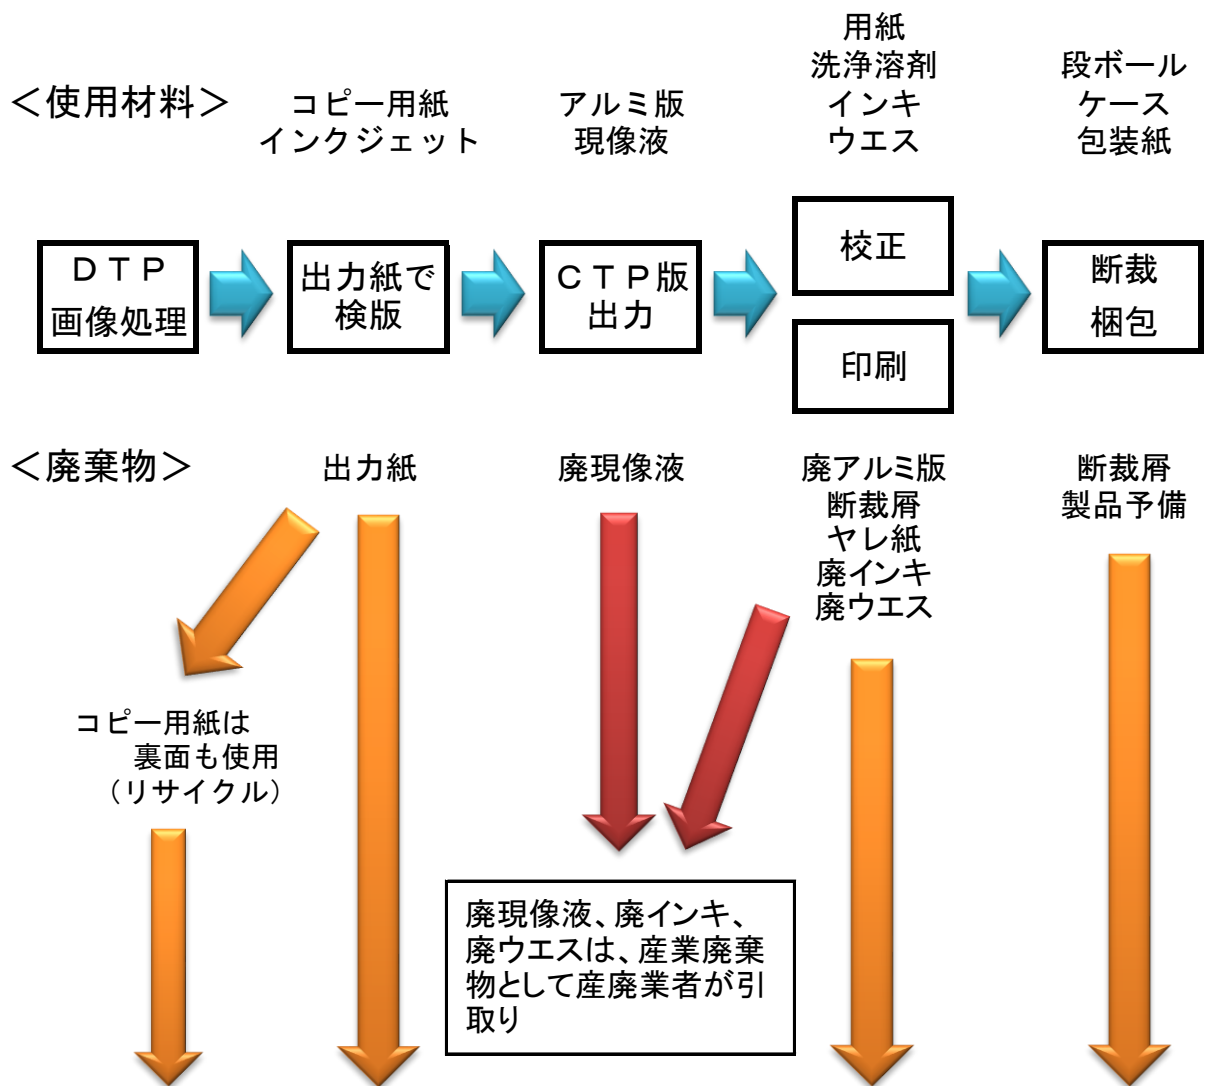 ＜使用材料＞
コピー用紙
インクジェット
アルミ版
現像液
用紙
洗浄溶剤
インキ
ウエス
段ボール
ケース
包装紙
ＤＴＰ
画像処理
出力紙で
検版
ＣＴＰ版
出力
校正
印刷
断裁
梱包
＜廃棄物＞
出力紙
廃現像液
廃アルミ版
断裁屑
ヤレ紙
廃インキ
廃ウエス
断裁屑
製品予備
コピー用紙は
裏面も使用
（リサイクル）
廃現像液、廃インキ、
廃ウエスは、産業廃棄
物として産廃業者が引
取り